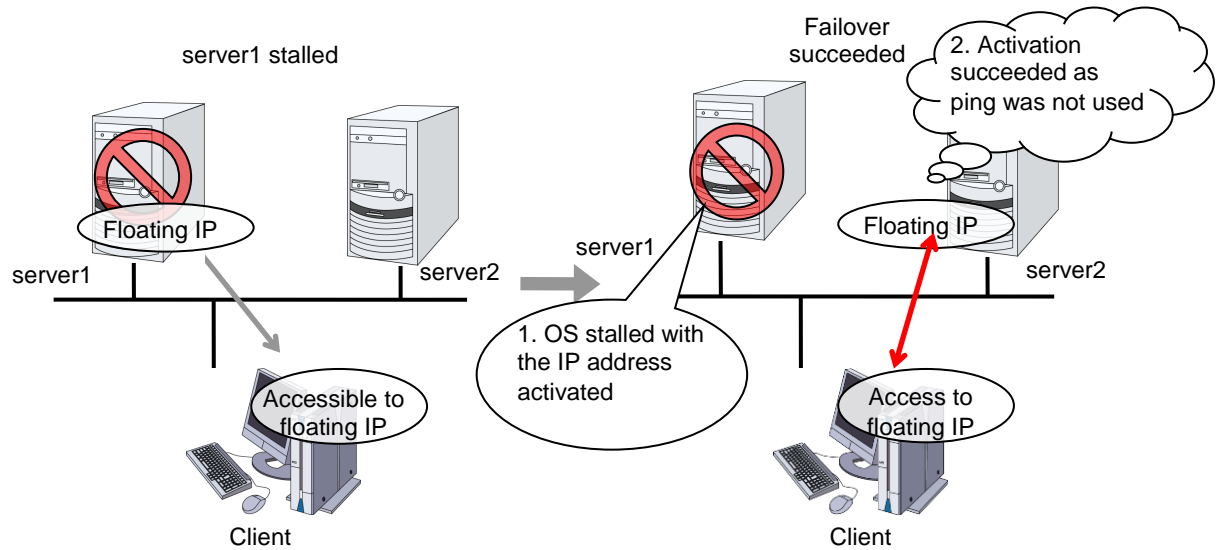 server1 stalled
Floating IP
server1
server2
Accessible to
floating IP
Client
Failover
succeeded
2. Activation
succeeded as
ping was not used
Floating IP
server1
server2
1. OS stalled with
the IP address
activated
Access to
floating IP
Client